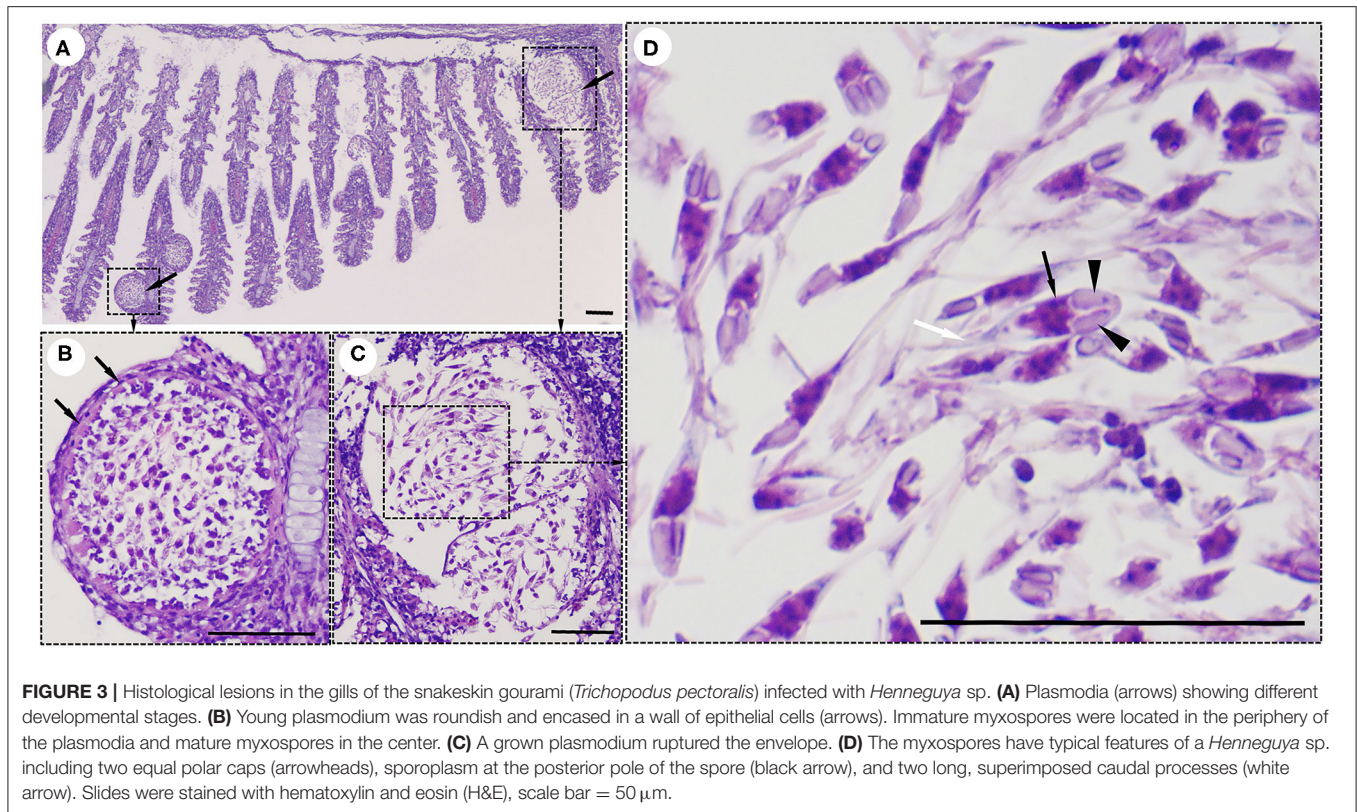 A
D
B
C
FIGURE 3 | Histological lesions in the gills of the snakeskin gourami (Trichopodus pectoralis) infected with Henneguya sp. (A) Plasmodia (arrows) showing different
developmental stages. (B) Young plasmodium was roundish and encased in a wall of epithelial cells (arrows). Immature myxospores were located in the periphery of
the plasmodia and mature myxospores in the center. (C) A grown plasmodium ruptured the envelope. (D) The myxospores have typical features of a Henneguya sp.
including two equal polar caps (arrowheads), sporoplasm at the posterior pole of the spore (black arrow), and two long, superimposed caudal processes (white
arrow). Slides were stained with hematoxylin and eosin (H&E), scale bar = 50 μm.